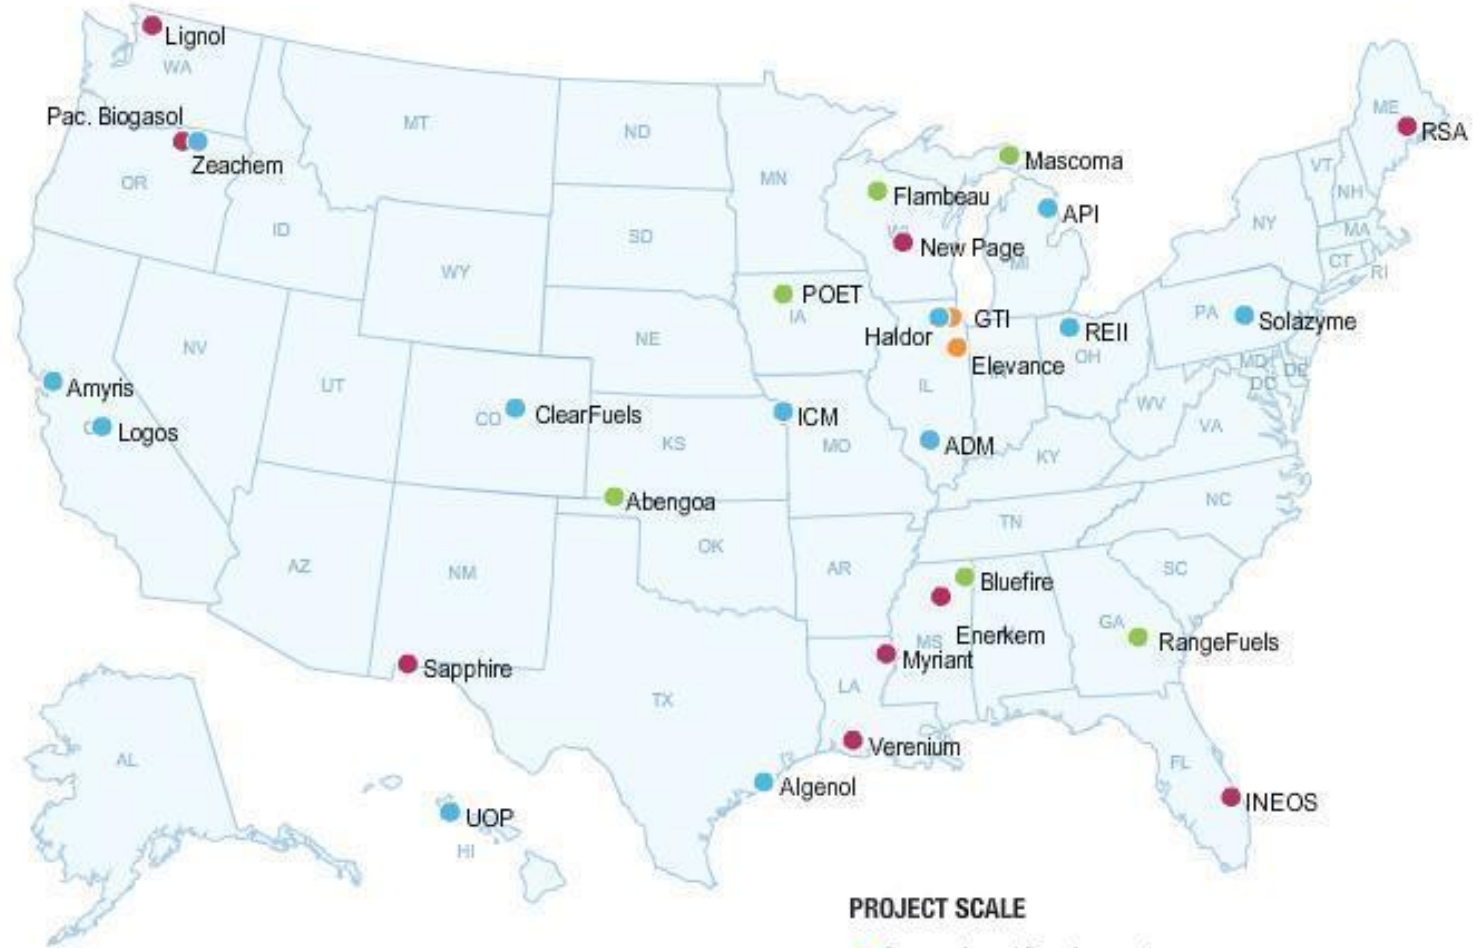 Lignol
WA
Pac. Biogasol
Zeachem
OR
MT
ND
MN
ID
SD
WY
Mascoma
Flambeau
API
New Page
MI
ME
RSA
VT
NH
NY
MA
CT
RI
POET
IA
NE
Haldor
GTI
Elevance
REII
OH
PA
Solazyme
MD
DE
DC
NV
UT
Amyris
Logos
CO
ClearFuels
KS
ICM
MO
IL
ADM
WV
VA
KY
Abengoa
OK
TN
NC
AZ
NM
AR
Bluefire
SC
Enerkem
MS
GA
RangeFuels
Sapphire
Myriant
TX
LA
Verenium
AL
UOP
HI
Algenol
FL
INEOS
PROJECT SCALE